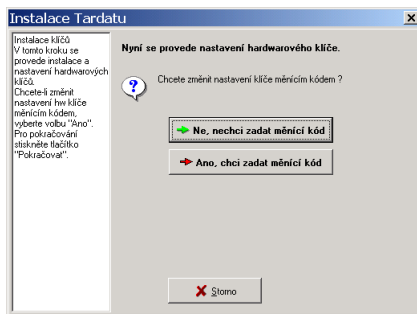 Instalace Tardatu
Instalace klíčů
V tomto kroku se
provede instalace a
nastavení hardwarových
klíčů.
Chcete-li změnit
nastavení hw klíče
měnícím kódem,
vyberte volbu "Ano".
Pro pokračování
stiskněte tlačítko
"Pokračovat".
Nyní se provede nastavení hardwarového klíče.
Chcete změnit nastavení klíče měnícím kódem ?
Ne, nechci zadat měnící kód
Ano, chci zadat měnící kód
Storno